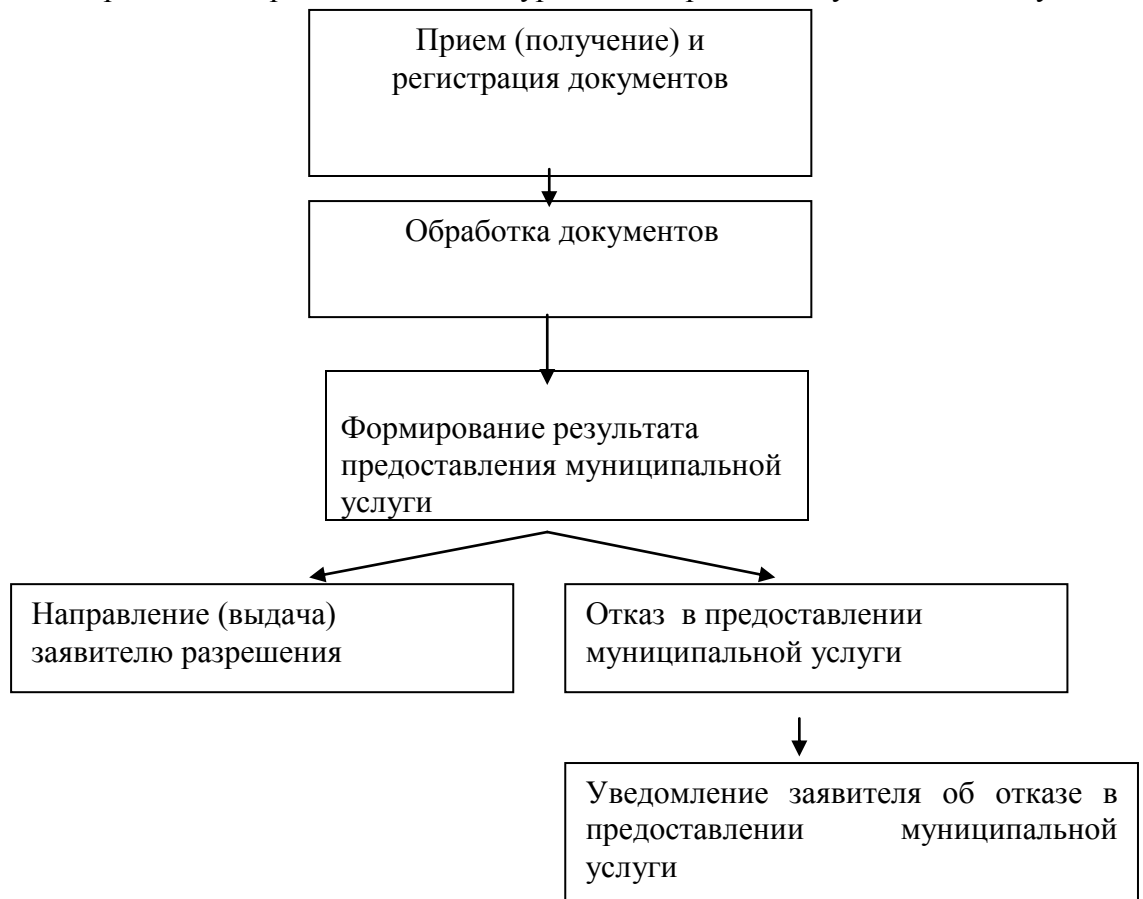 Прием (получение) и
регистрация документов
Обработка документов
Формирование результата
предоставления муниципальной
услуги
Направление (выдача)
заявителю разрешения
Отказ в предоставлении
муниципальной услуги
Уведомление заявителя об отказе в
предоставлении муниципальной
услуги